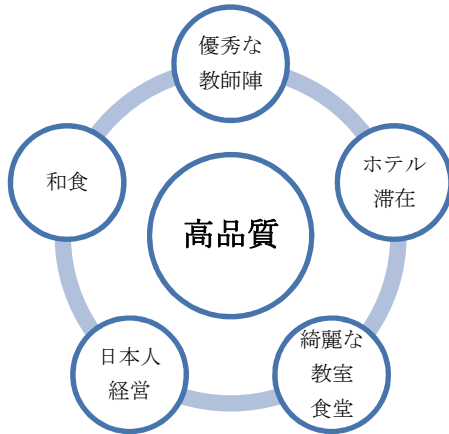 優秀な
教師陣
ホテル
滞在
綺麗な
教室
食堂
日本人
経営
和食
高品質